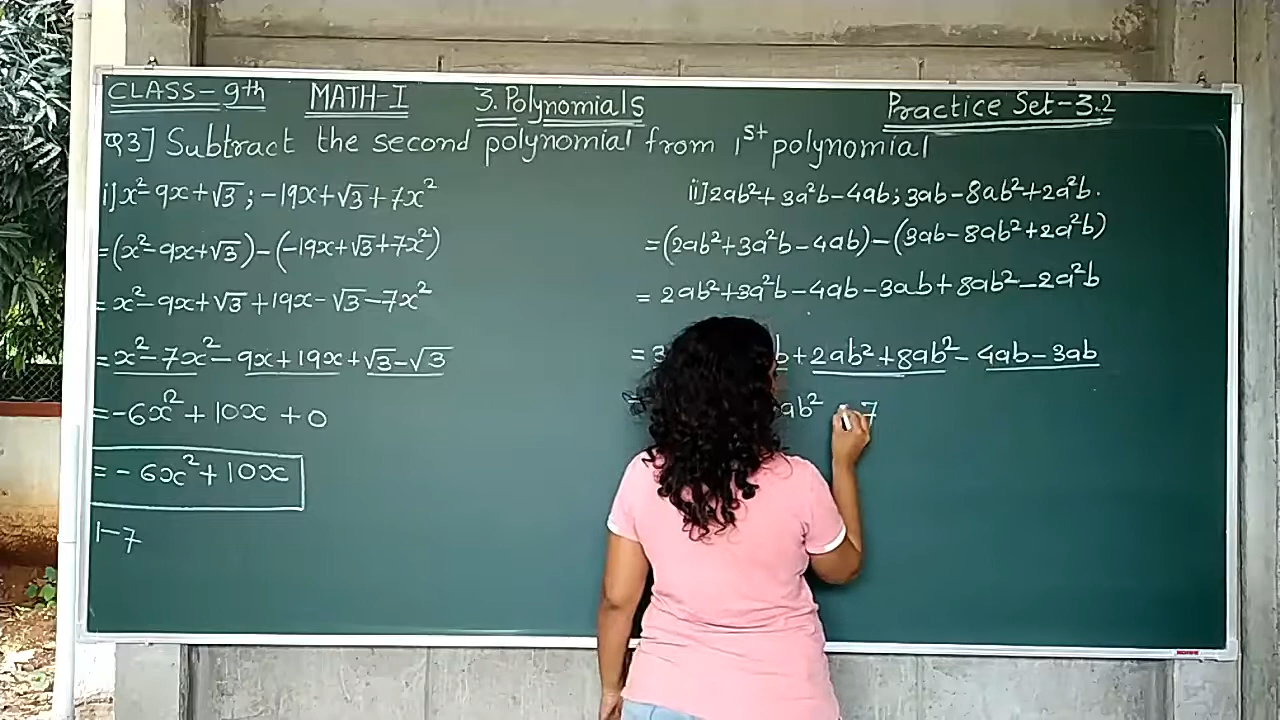 CLASS-9th MATH-I 3. Polynomials Practice Set-3.2
Q3] Subtract the second polynomial from 1st polynomial
i] x²-9x+√3 ; -19x+√3+7x²
=(x²-9x+√3)-(-19x+√3+7x²)
=x²-9x+√3+19x-√3-7x²
=x²-7x²-9x+19x+√3-√3
=-6x²+10x+0
=-6x²+10x
1-7
ii] 2ab²+3a²b-4ab ; 3ab-8ab²+2a²b.
=(2ab²+3a²b-4ab)-(3ab-8ab²+2a²b)
=2ab²+3a²b-4ab-3ab+8ab²-2a²b
=3 b+2ab²+8ab²-4ab-3ab
ab² 7